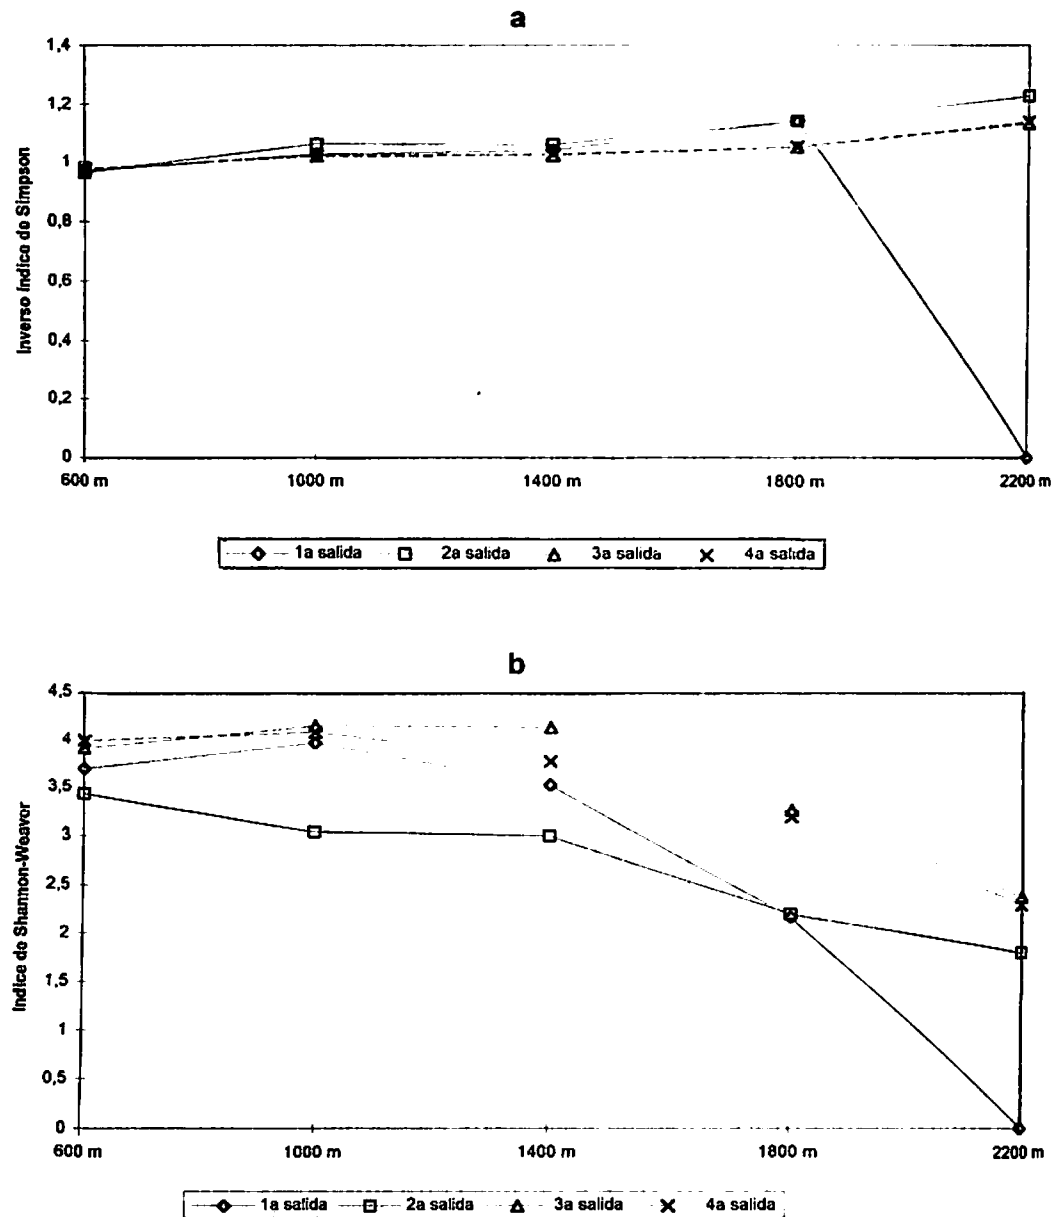 a
1,4
1,2
1
0,8
0,6
0,4
0,2
0
Inverso Indice de Simpson
600 m 1000 m 1400 m 1800 m 2200 m
1a salida 2a salida 3a salida 4a salida
b
4,5
4
3,5
3
2,5
2
1,5
1
0,5
0
Indice de Shannon-Weaver
600 m 1000 m 1400 m 1800 m 2200 m
1a salida 2a salida 3a salida 4a salida